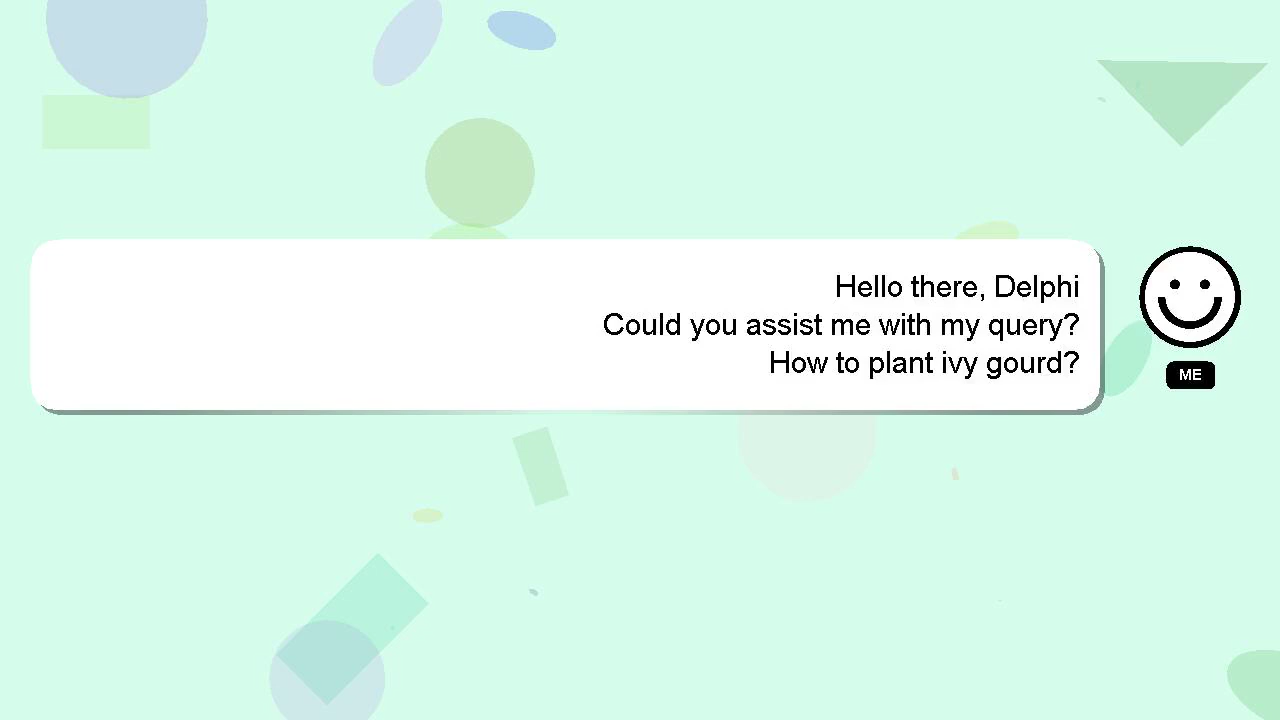 Hello there, Delphi
Could you assist me with my query?
How to plant ivy gourd?
ME